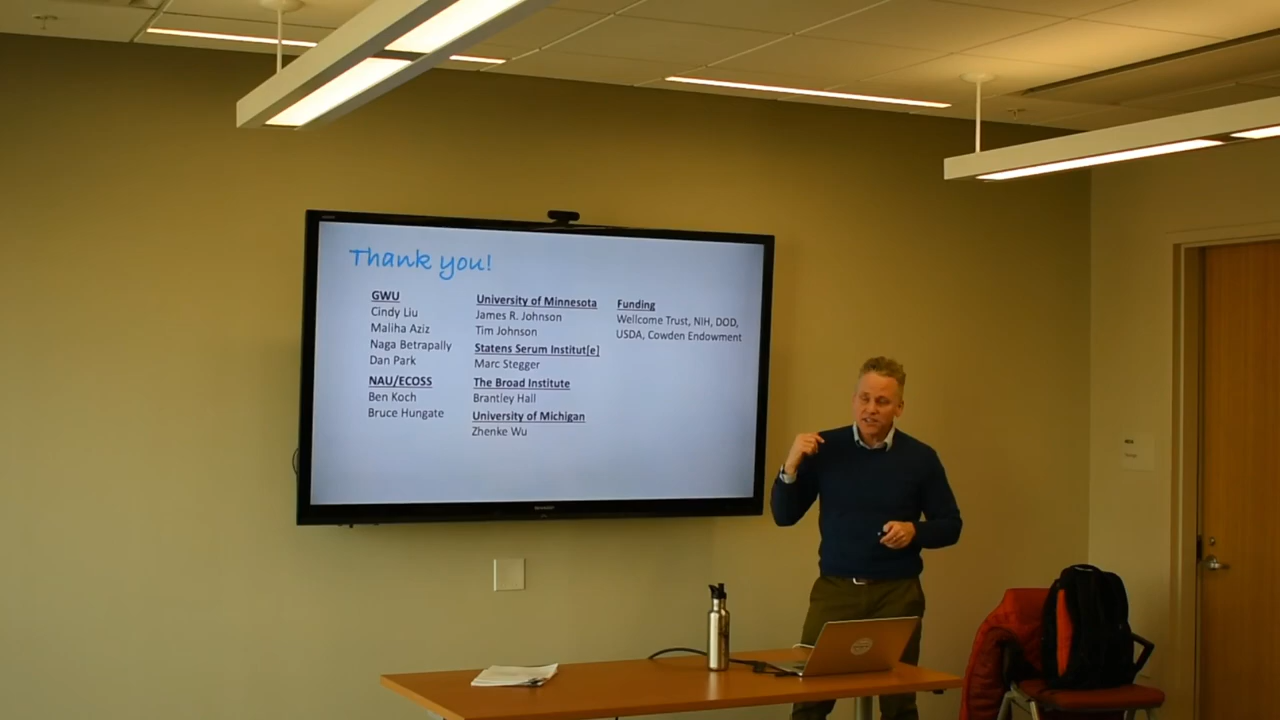 Thank you!
GWU
Cindy Liu
Maliha Aziz
Naga Betrapally
Dan Park
NAU/ECOSS
Ben Koch
Bruce Hungate
University of Minnesota
James R. Johnson
Tim Johnson
Statens Serum Institut[e]
Marc Stegger
The Broad Institute
Brantley Hall
University of Michigan
Zhenke Wu
Funding
Wellcome Trust, NIH, DOD,
USDA, Cowden Endowment
SHARP